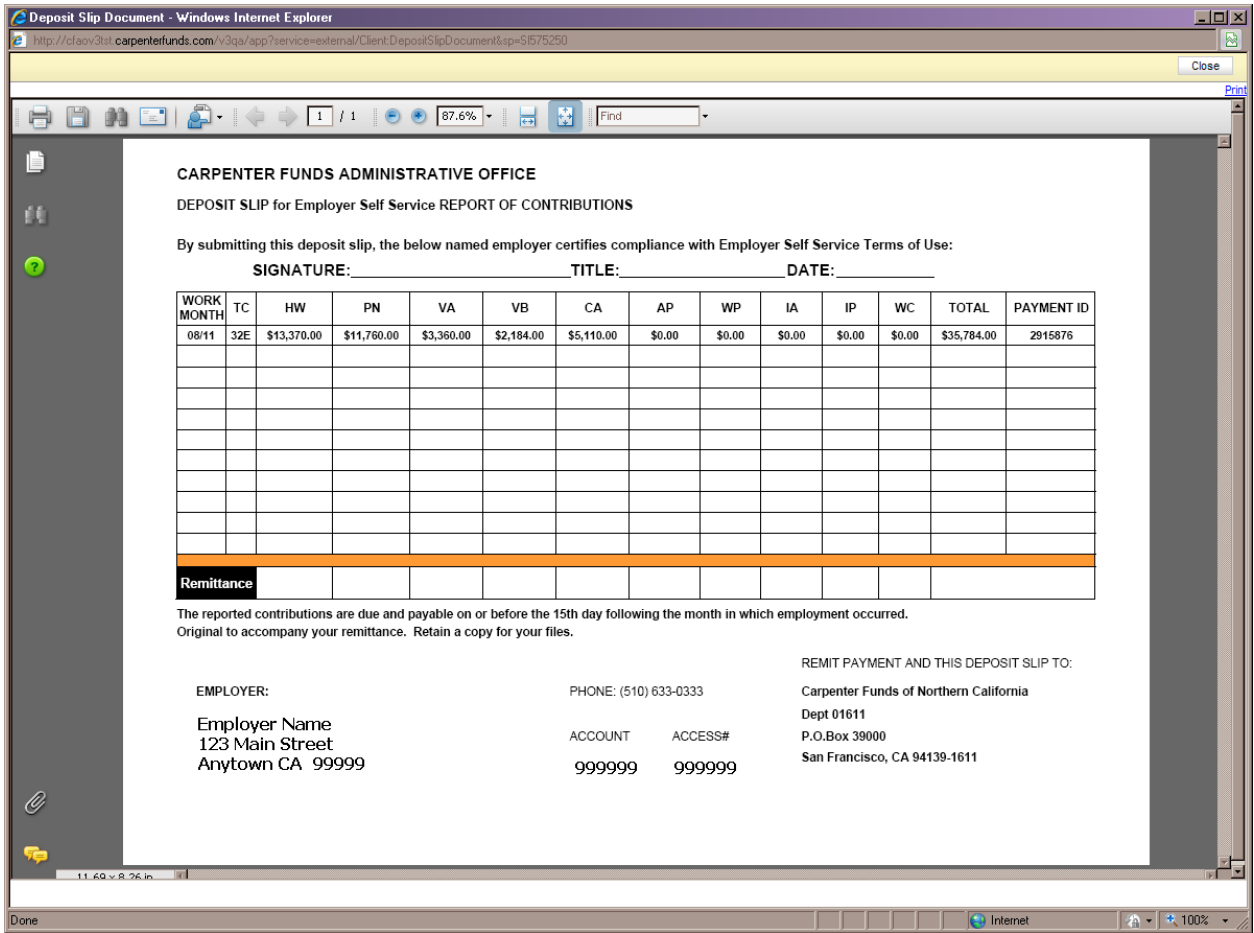 Deposit Slip Document - Windows Internet Explorer
http://cfaov3tst.carpenterfunds.com/v3qa/app?service=external/Client:DepositSlipDocument&sp=SI575250
Close
Print
1 / 1 87.6% Find
CARPENTER FUNDS ADMINISTRATIVE OFFICE
DEPOSIT SLIP for Employer Self Service REPORT OF CONTRIBUTIONS
By submitting this deposit slip, the below named employer certifies compliance with Employer Self Service Terms of Use:
SIGNATURE:__________________________TITLE:____________________DATE:____________
WORK MONTH TC HW PN VA VB CA AP WP IA IP WC TOTAL PAYMENT ID
08/11 32E $13,370.00 $11,760.00 $3,360.00 $2,184.00 $5,110.00 $0.00 $0.00 $0.00 $0.00 $0.00 $35,784.00 2915876
Remittance
The reported contributions are due and payable on or before the 15th day following the month in which employment occurred.
Original to accompany your remittance. Retain a copy for your files.
REMIT PAYMENT AND THIS DEPOSIT SLIP TO:
EMPLOYER: PHONE: (510) 633-0333 Carpenter Funds of Northern California
Employer Name Dept 01611
123 Main Street ACCOUNT ACCESS# P.O.Box 39000
Anytown CA 99999 999999 999999 San Francisco, CA 94139-1611
11.69 x 8.26 in
Done Internet 100%